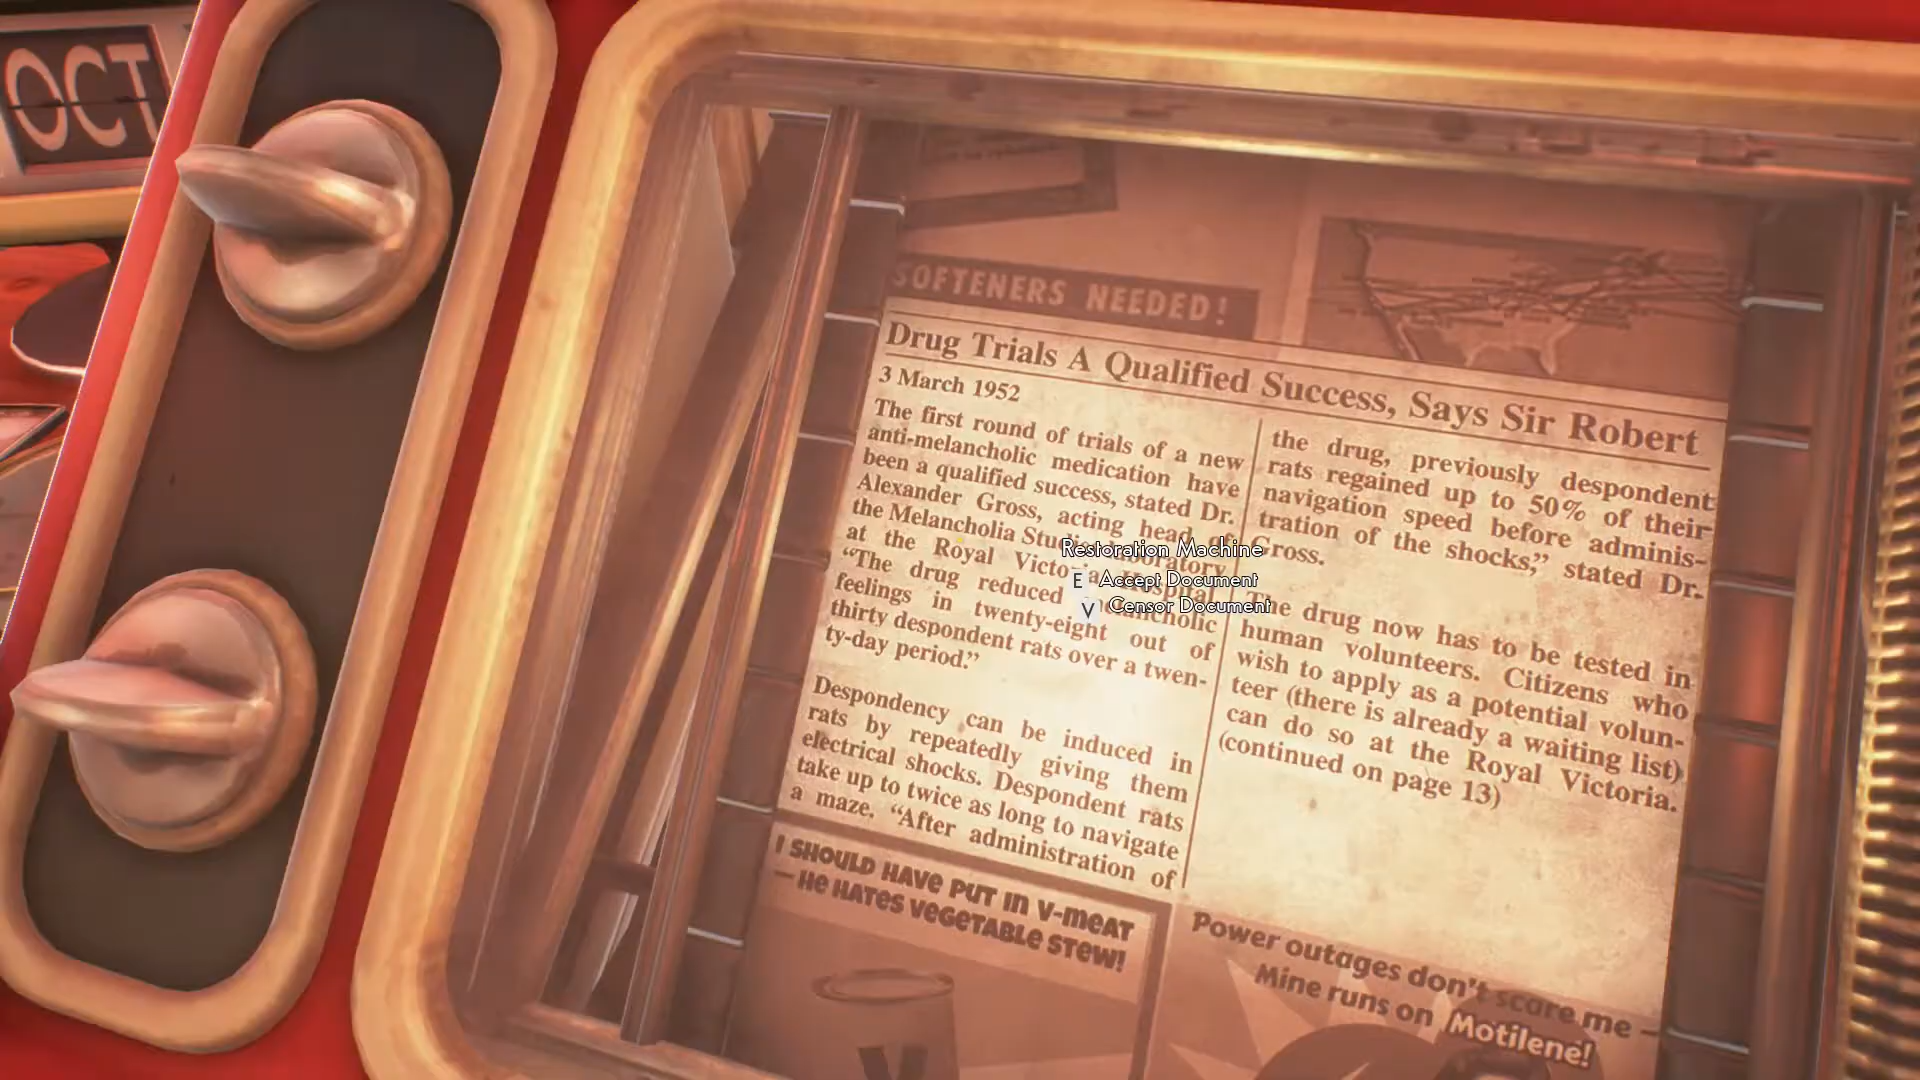 OCT
SOFTENERS NEEDED!
Drug Trials A Qualified Success, Says Sir Robert
3 March 1952
The first round of trials of a new
anti-melancholic medication have
been a qualified success, stated Dr.
Alexander Gross, acting head of
the Melancholia Studies Laboratory
at the Royal Victoria Hospital.
“The drug reduced melancholic
feelings in twenty-eight out of
thirty despondent rats over a twen-
ty-day period.”
Despondency can be induced in
rats by repeatedly giving them
electrical shocks. Despondent rats
take up to twice as long to navigate
a maze. “After administration of
the drug, previously despondent
rats regained up to 50% of their
navigation speed before adminis-
tration of the shocks,” stated Dr.
Gross.
The drug now has to be tested in
human volunteers. Citizens who
wish to apply as a potential volun-
teer (there is already a waiting list)
can do so at the Royal Victoria.
(continued on page 13)
Restoration Machine
E Accept Document
V Censor Document
I SHOULD HAVE PUT IN V-MEAT
– HE HATES VEGETABLE STEW!
Power outages don't scare me –
Mine runs on Motilene!